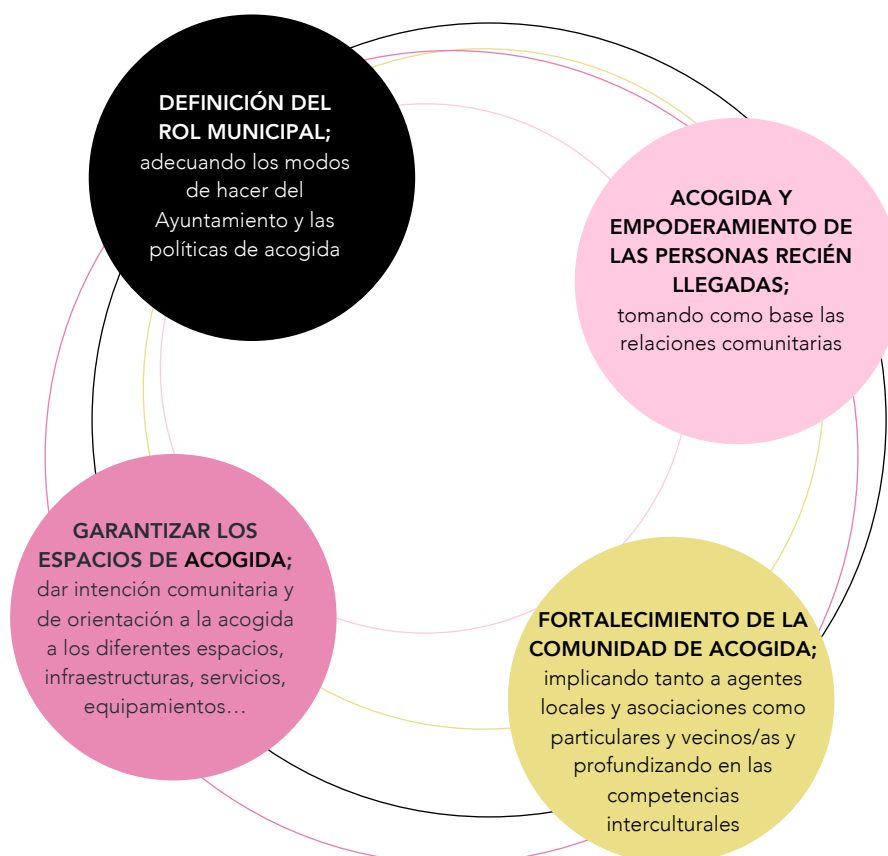 DEFINICIÓN DEL
ROL MUNICIPAL;
adecuando los modos
de hacer del
Ayuntamiento y las
políticas de acogida
ACOGIDA Y
EMPODERAMIENTO DE
LAS PERSONAS RECIÉN
LLEGADAS;
tomando como base las
relaciones comunitarias
GARANTIZAR LOS
ESPACIOS DE ACOGIDA;
dar intención comunitaria y
de orientación a la acogida
a los diferentes espacios,
infraestructuras, servicios,
equipamientos…
FORTALECIMIENTO DE LA
COMUNIDAD DE ACOGIDA;
implicando tanto a agentes
locales y asociaciones como
particulares y vecinos/as y
profundizando en las
competencias
interculturales